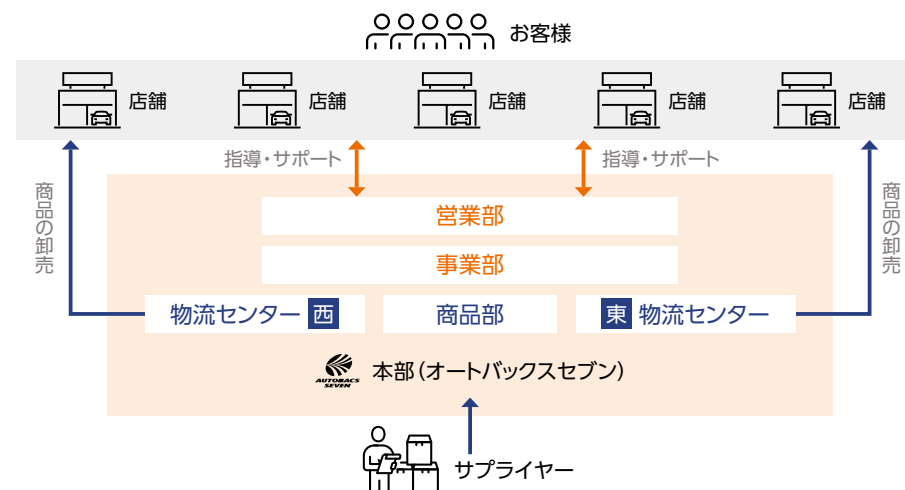 お客様
店舗
店舗
店舗
店舗
店舗
指導・サポート
指導・サポート
商品の卸売
商品の卸売
営業部
事業部
物流センター 西
商品部
東 物流センター
AUTOBACS
SEVEN
本部(オートバックスセブン)
サプライヤー